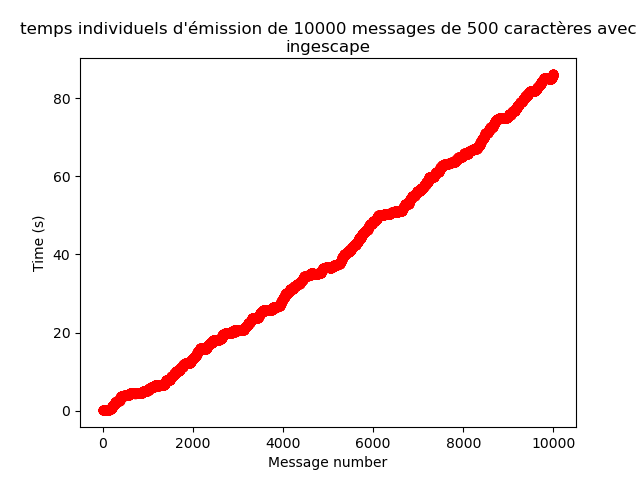 temps individuels d'émission de 10000 messages de 500 caractères avec
ingescape
80
60
40
20
0
Time (s)
0 2000 4000 6000 8000 10000
Message number